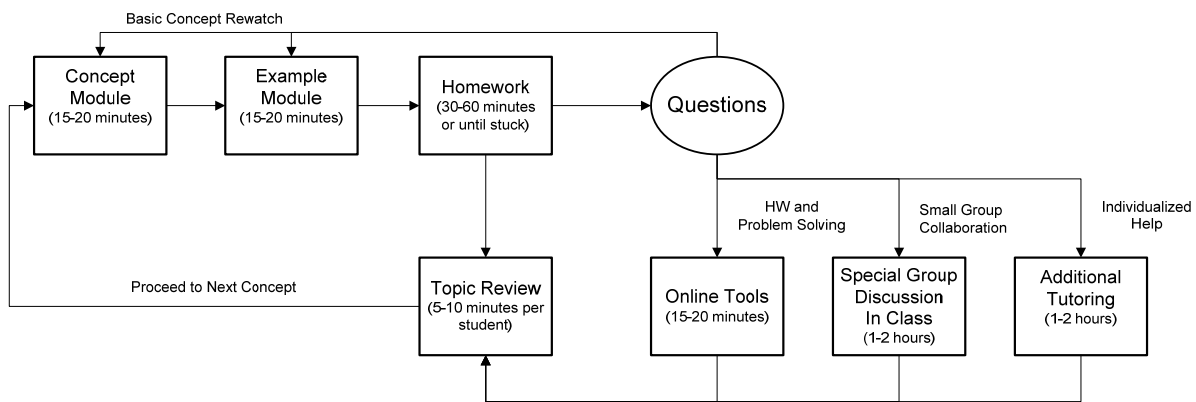 Basic Concept Rewatch
Concept
Module
(15-20 minutes)
Example
Module
(15-20 minutes)
Homework
(30-60 minutes
or until stuck)
Questions
HW and
Problem Solving
Small Group
Collaboration
Individualized
Help
Proceed to Next Concept
Topic Review
(5-10 minutes per
student)
Online Tools
(15-20 minutes)
Special Group
Discussion
In Class
(1-2 hours)
Additional
Tutoring
(1-2 hours)